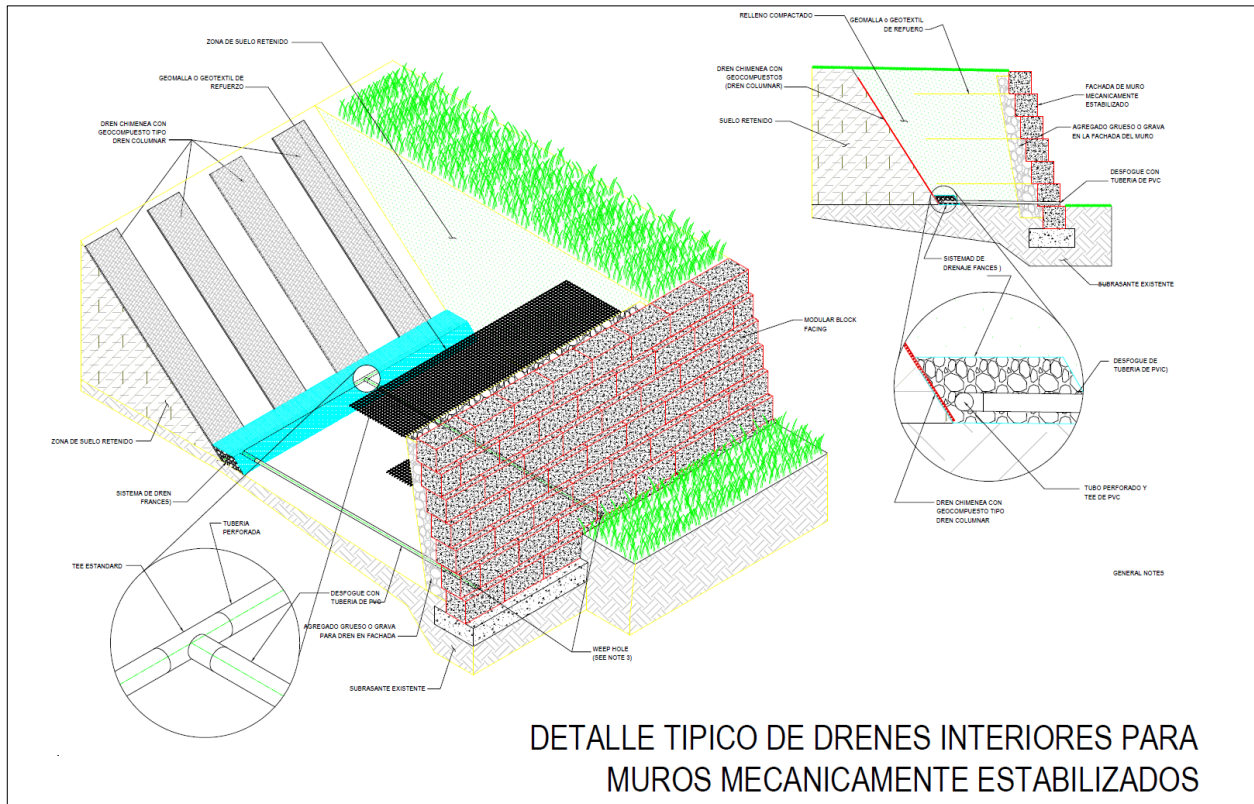 ZONA DE SUELO RETENIDO
GEOMALLA O GEOTEXTIL DE
REFUERZO
DREN CHIMENEA CON
GEOCOMPUESTO TIPO
DREN COLUMNAR
ZONA DE SUELO RETENIDO
SISTEMA DE DREN
FRANCES)
TUBERIA
PERFORADA
TEE ESTANDARD
DESFOGUE CON
TUBERIA DE PVC
AGREGADO GRUESO O GRAVA
PARA DREN EN FACHADA
SUBRASANTE EXISTENTE
WEEP HOLE
(SEE NOTE 3)
MODULAR BLOCK
FACING
RELLENO COMPACTADO
GEOMALLA o GEOTEXTIL
DE REFUERO
DREN CHIMENEA CON
GEOCOMPUESTOS
(DREN COLUMNAR)
SUELO RETENIDO
FACHADA DE MURO
MECANICAMENTE
ESTABILIZADO
AGREGADO GRUESO O GRAVA
EN LA FACHADA DEL MURO
DESFOGUE CON
TUBERIA DE PVC
SISTEMAD DE
DRENAJE FANCES )
SUBRASANTE EXISTENTE
DESFOGUE DE
TUBERIA DE PVIC)
TUBO PERFORADO Y
TEE DE PVC
DREN CHIMENEA CON
GEOCOMPUESTO TIPO
DREN COLUMNAR
GENERAL NOTES
DETALLE TIPICO DE DRENES INTERIORES PARA
MUROS MECANICAMENTE ESTABILIZADOS